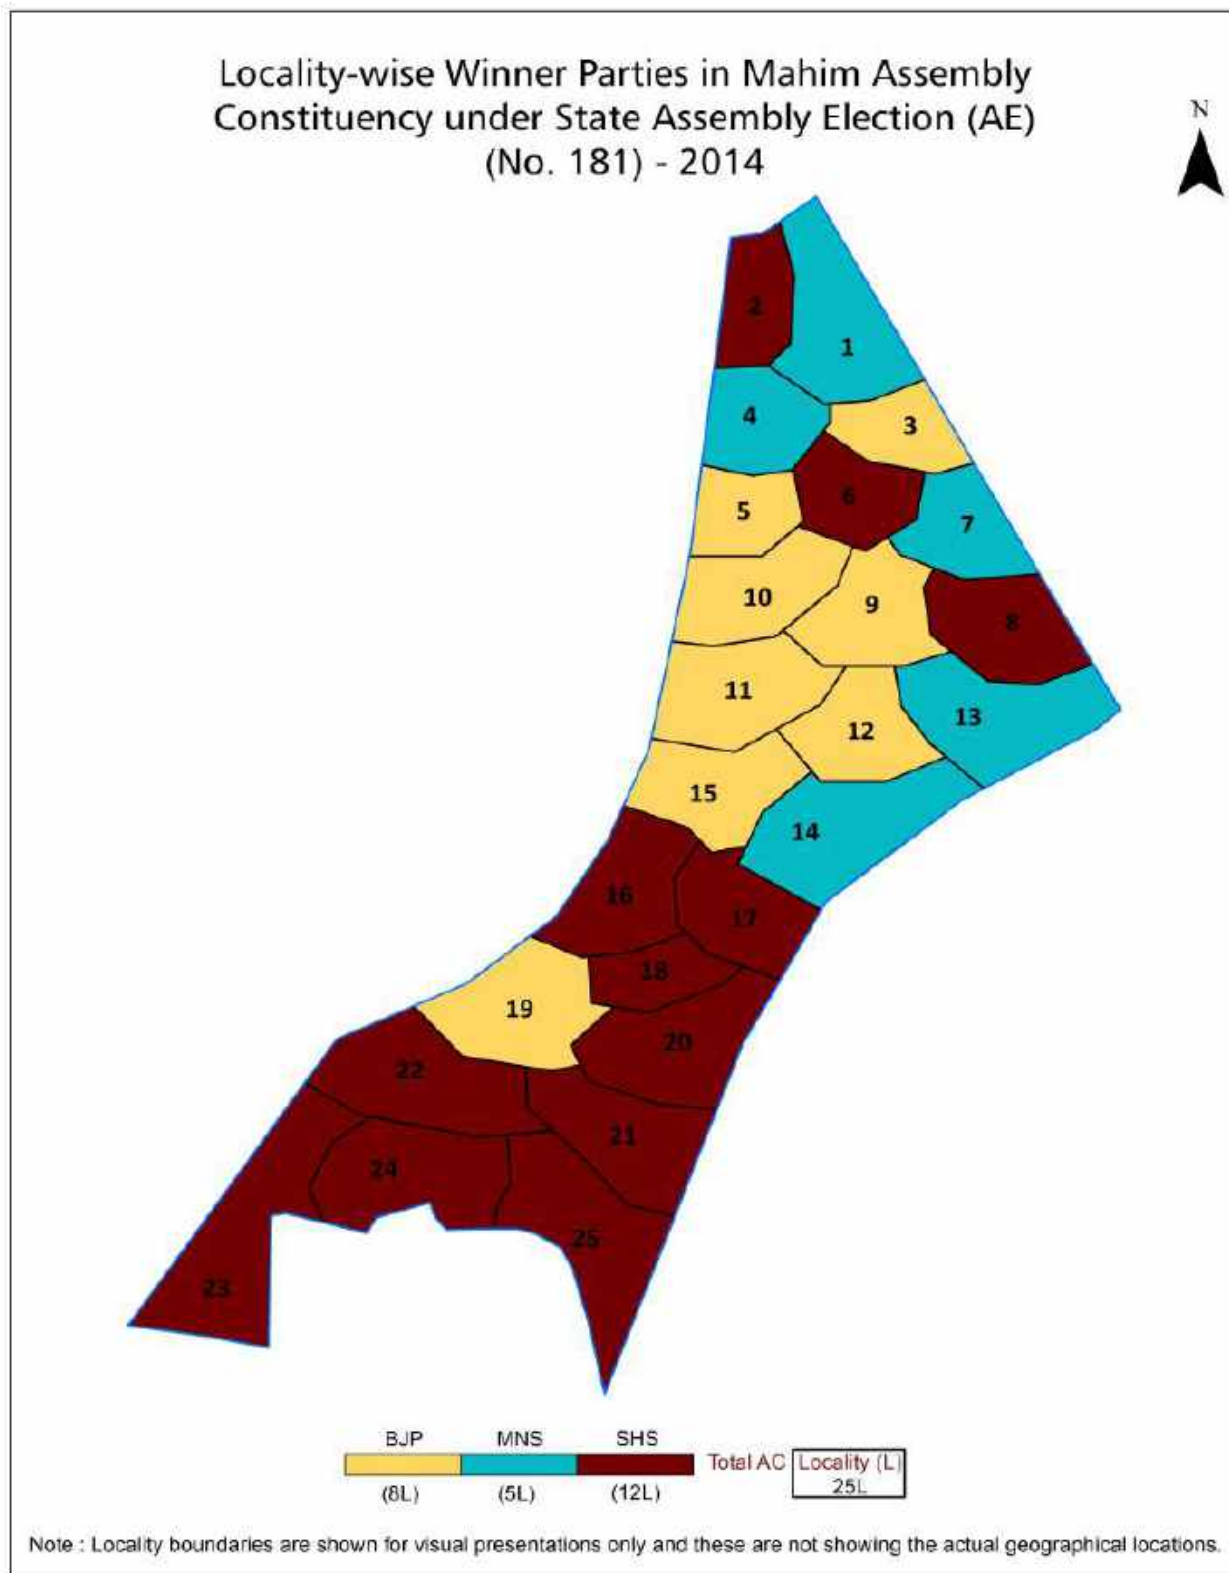 Locality-wise Winner Parties in Mahim Assembly
Constituency under State Assembly Election (AE)
(No. 181) - 2014
N
2
1
4
3
6
5
7
10
9
8
11
13
12
15
14
16
17
18
19
20
22
21
24
25
23
BJP MNS SHS
Total AC Locality (L)
25L
(8L) (5L) (12L)
Note : Locality boundaries are shown for visual presentations only and these are not showing the actual geographical locations.